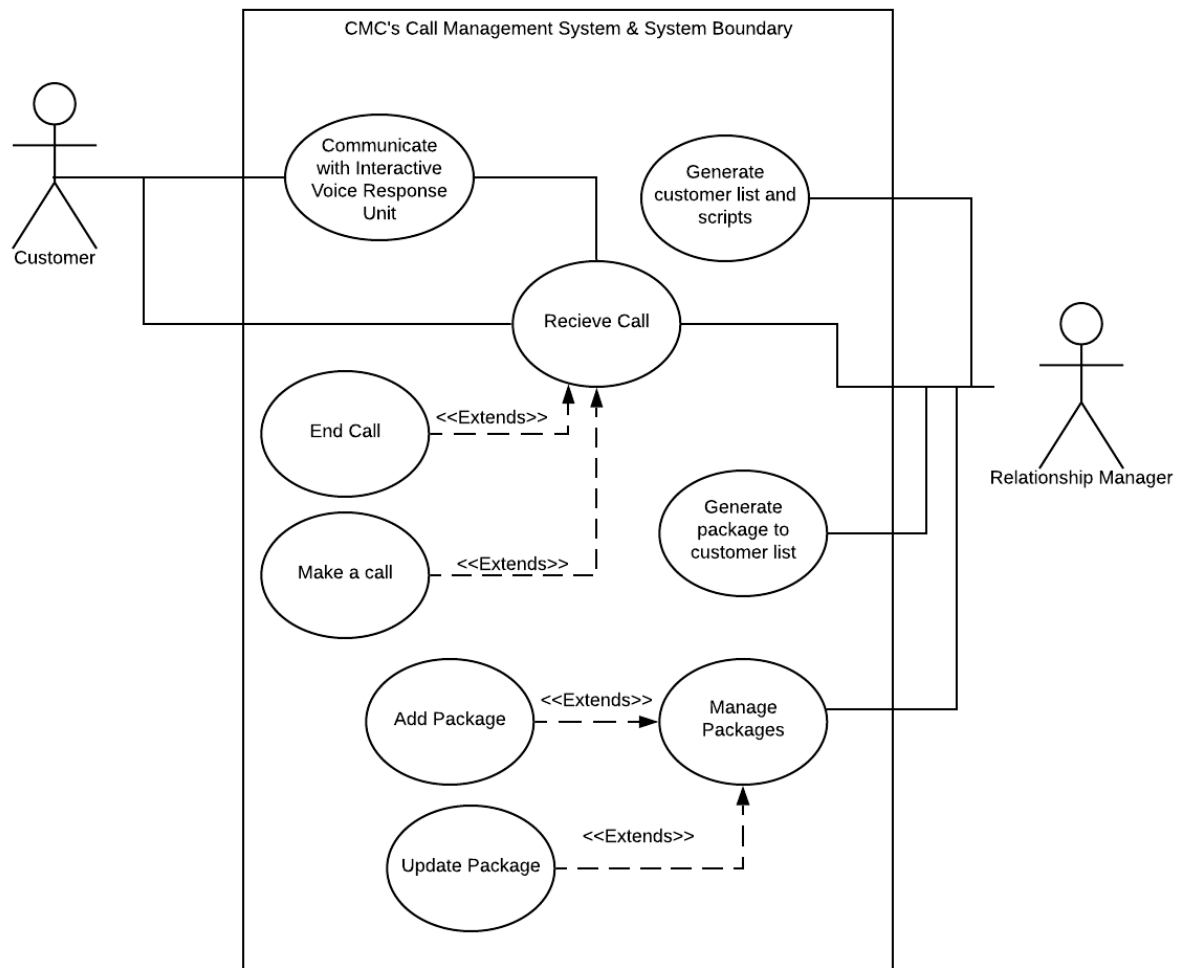 CMC's Call Management System & System Boundary
Communicate
with Interactive
Voice Response
Unit
Generate
customer list and
scripts
Customer
Recieve Call
End Call
<<Extends>>
Relationship Manager
Generate
package to
customer list
Make a call
<<Extends>>
Add Package
<<Extends>>
Manage
Packages
Update Package
<<Extends>>